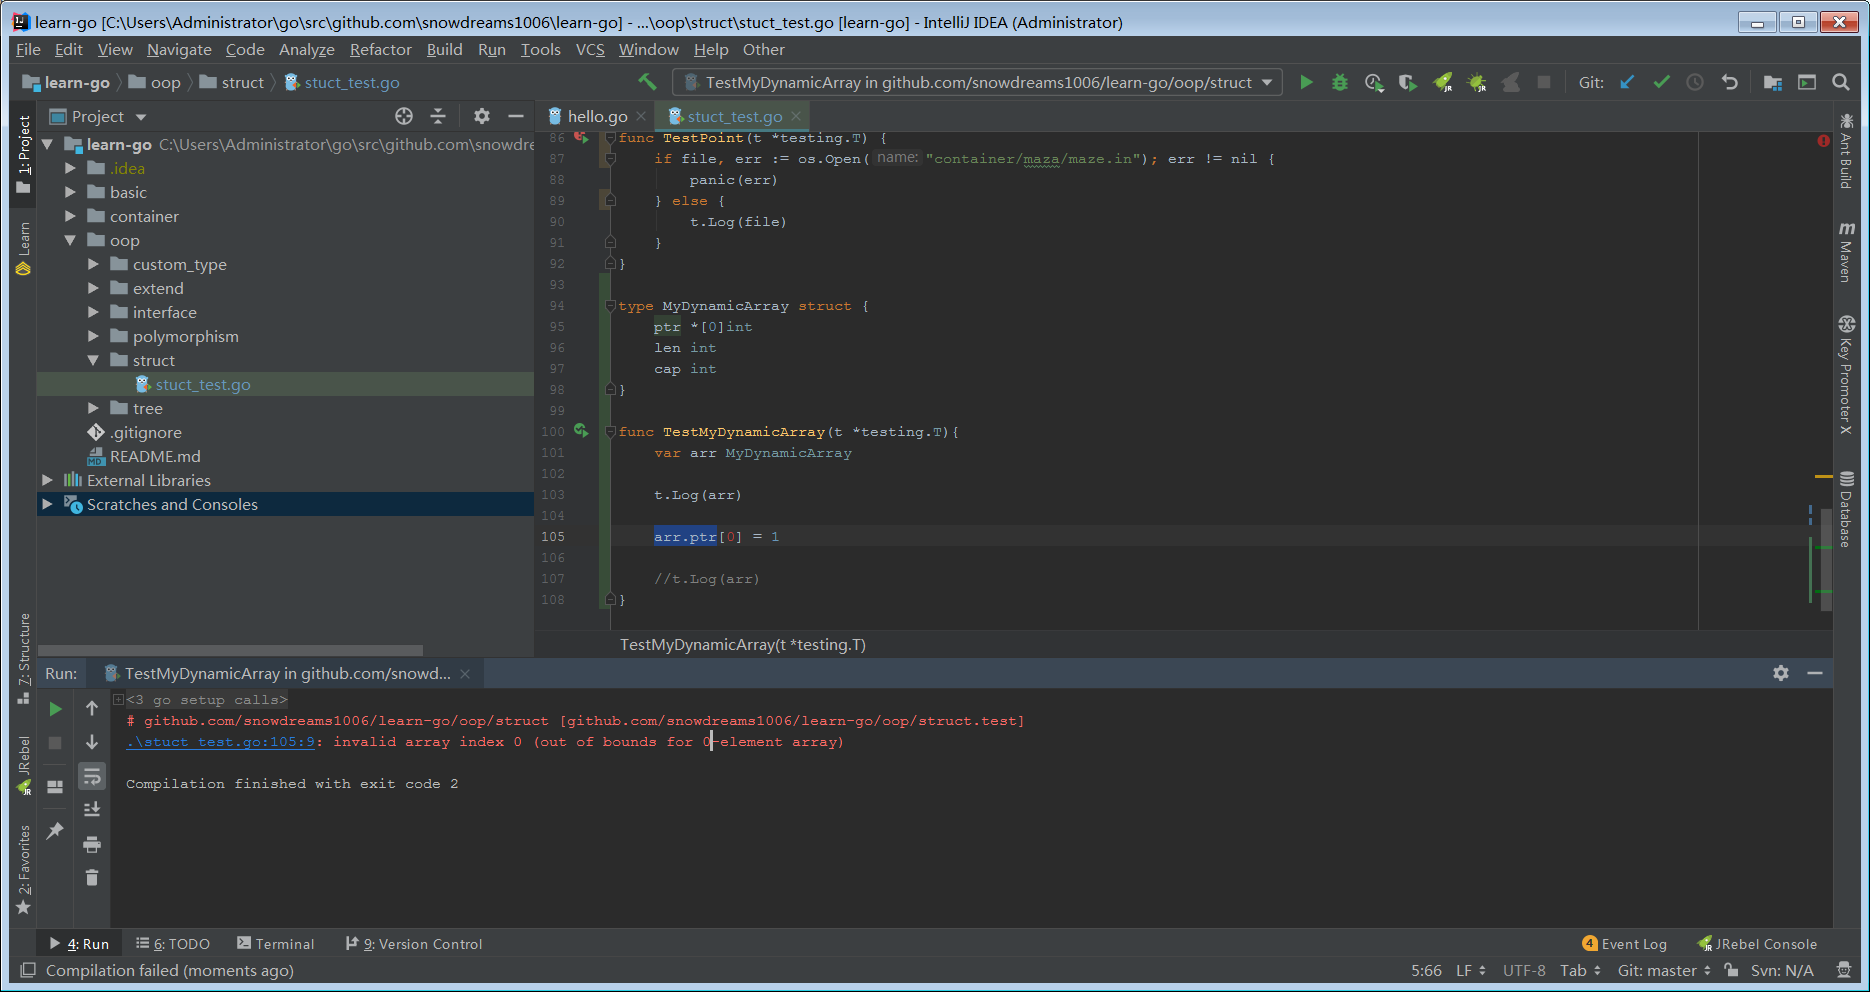 learn-go [C:\Users\Administrator\go\src\github.com\snowdreams1006\learn-go] - ...\oop\struct\stuct_test.go [learn-go] - IntelliJ IDEA (Administrator)
File Edit View Navigate Code Analyze Refactor Build Run Tools VCS Window Help Other
learn-go oop struct stuct_test.go TestMyDynamicArray in github.com/snowdreams1006/learn-go/oop/struct Git:
Project
hello.go stuct_test.go
1: Project
Learn
Z: Structure
JRebel
2: Favorites
learn-go C:\Users\Administrator\go\src\github.com\snowdre
.idea
basic
container
oop
custom_type
extend
interface
polymorphism
struct
stuct_test.go
tree
.gitignore
README.md
External Libraries
Scratches and Consoles
86 func TestPoint(t *testing.T) {
87 if file, err := os.Open( name: "container/maza/maze.in"); err != nil {
88 panic(err)
89 } else {
90 t.Log(file)
91 }
92 }
93
94 type MyDynamicArray struct {
95 ptr *[0]int
96 len int
97 cap int
98 }
99
100 func TestMyDynamicArray(t *testing.T){
101 var arr MyDynamicArray
102
103 t.Log(arr)
104
105 arr.ptr[0] = 1
106
107 //t.Log(arr)
108 }
TestMyDynamicArray(t *testing.T)
Ant Build
m Maven
Key Promoter X
Database
Run: TestMyDynamicArray in github.com/snowd...
<3 go setup calls>
# github.com/snowdreams1006/learn-go/oop/struct [github.com/snowdreams1006/learn-go/oop/struct.test]
.\stuct_test.go:105:9: invalid array index 0 (out of bounds for 0-element array)
Compilation finished with exit code 2
4: Run 6: TODO Terminal 9: Version Control 4 Event Log JRebel Console
Compilation failed (moments ago) 5:66 LF UTF-8 Tab Git: master Svn: N/A